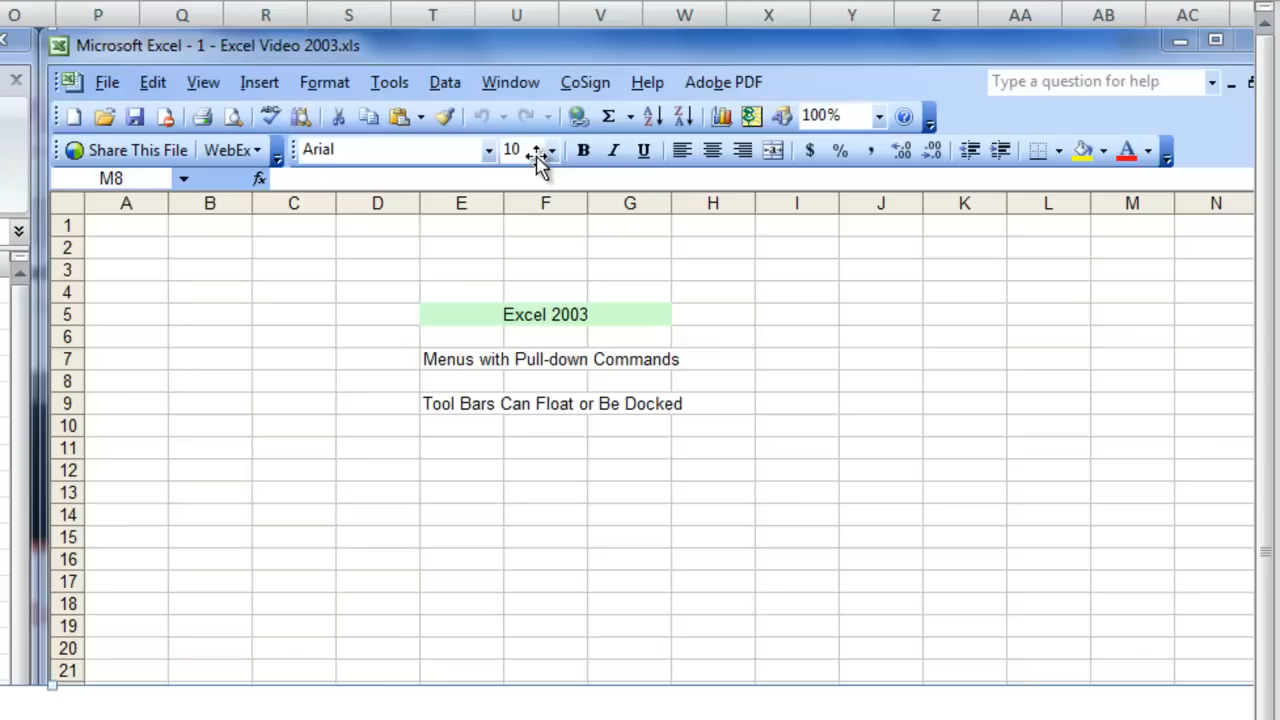 O P Q R S T U V W X Y Z AA AB AC
Microsoft Excel - 1 - Excel Video 2003.xls
File Edit View Insert Format Tools Data Window CoSign Help Adobe PDF Type a question for help
Σ 100%
Share This File WebEx Arial 10 B I U $ % , A
M8 fx
A B C D E F G H I J K L M N
1
2
3
4
5 Excel 2003
6
7 Menus with Pull-down Commands
8
9 Tool Bars Can Float or Be Docked
10
11
12
13
14
15
16
17
18
19
20
21